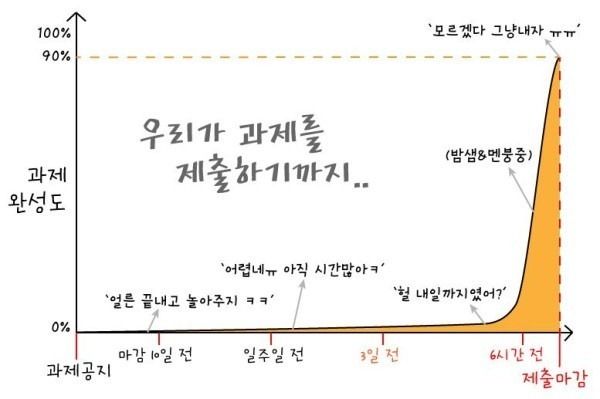 100%
'모르겠다 그냥내자 ㅠㅠ'
90%
우리가 과제를
제출하기까지..
(밤샘&멘붕중)
과제
완성도
'어렵네ㅠ 아직 시간많아ㅋ'
'얼른 끝내고 놀아주지 ㅋㅋ'
'헐 내일까지였어?'
0%
과제공지
마감 10일 전
일주일 전
3일 전
6시간 전
제출마감